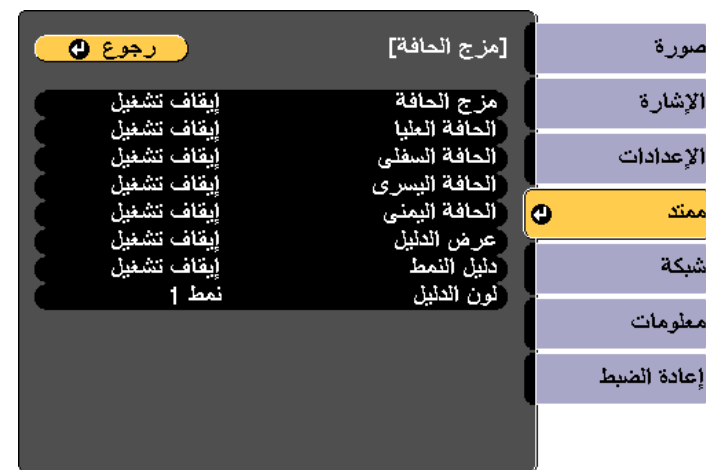 صورة
الإشارة
الإعدادات
ممتد
شبكة
معلومات
إعادة الضبط
[مزج الحافة] رجوع
مزج الحافة إيقاف تشغيل
الحافة العليا إيقاف تشغيل
الحافة السفلى إيقاف تشغيل
الحافة اليسرى إيقاف تشغيل
الحافة اليمنى إيقاف تشغيل
عرض الدليل إيقاف تشغيل
دليل النمط إيقاف تشغيل
لون الدليل نمط 1